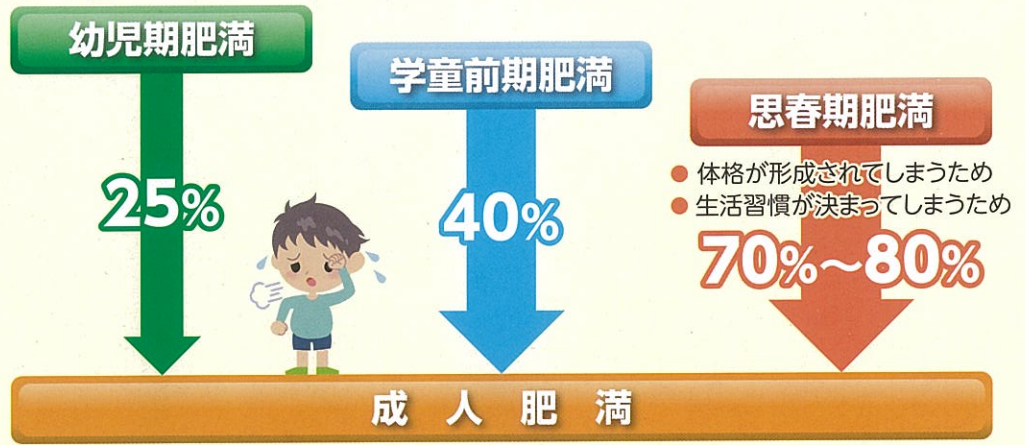 幼児期肥満
25%
学童前期肥満
40%
思春期肥満
● 体格が形成されてしまうため
● 生活習慣が決まってしまうため
70%~80%
成人肥満